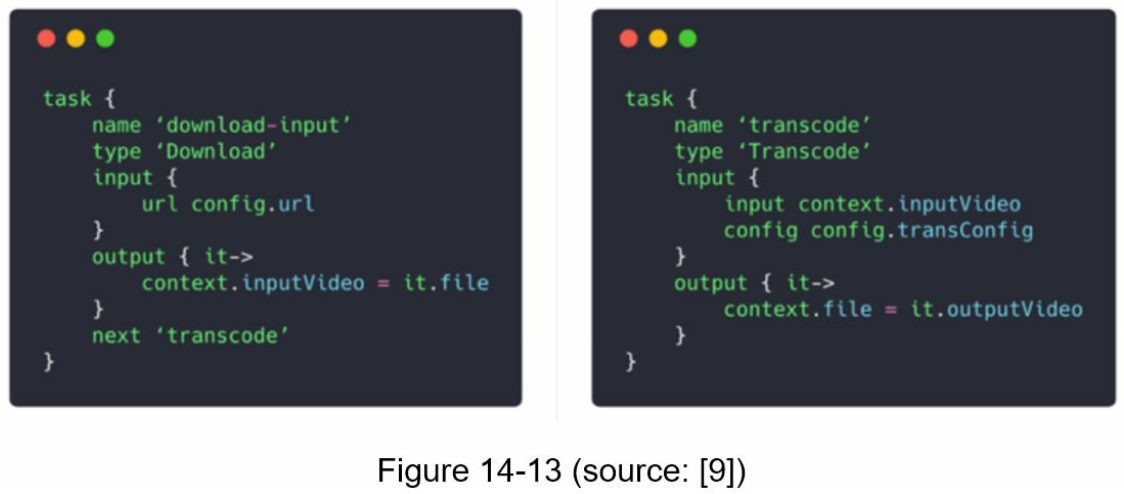 task {
name ‘download-input’
type ‘Download’
input {
url config.url
}
output { it->
context.inputVideo = it.file
}
next ‘transcode’
}
task {
name ‘transcode’
type ‘Transcode’
input {
input context.inputVideo
config config.transConfig
}
output { it->
context.file = it.outputVideo
}
}
Figure 14-13 (source: [9])